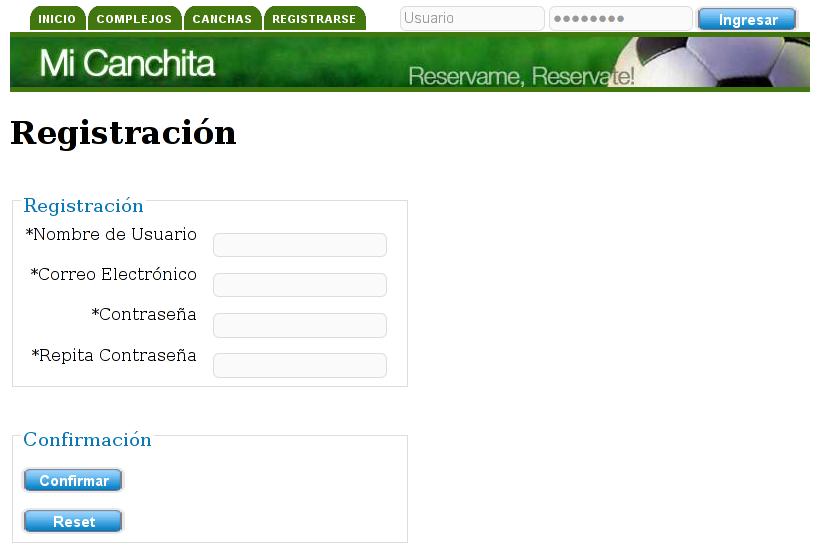 INICIO COMPLEJOS CANCHAS REGISTRARSE Usuario ●●●●●●●● Ingresar
Mi Canchita
Reservame, Reservate!
Registración
Registración
*Nombre de Usuario
*Correo Electrónico
*Contraseña
*Repita Contraseña
Confirmación
Confirmar
Reset